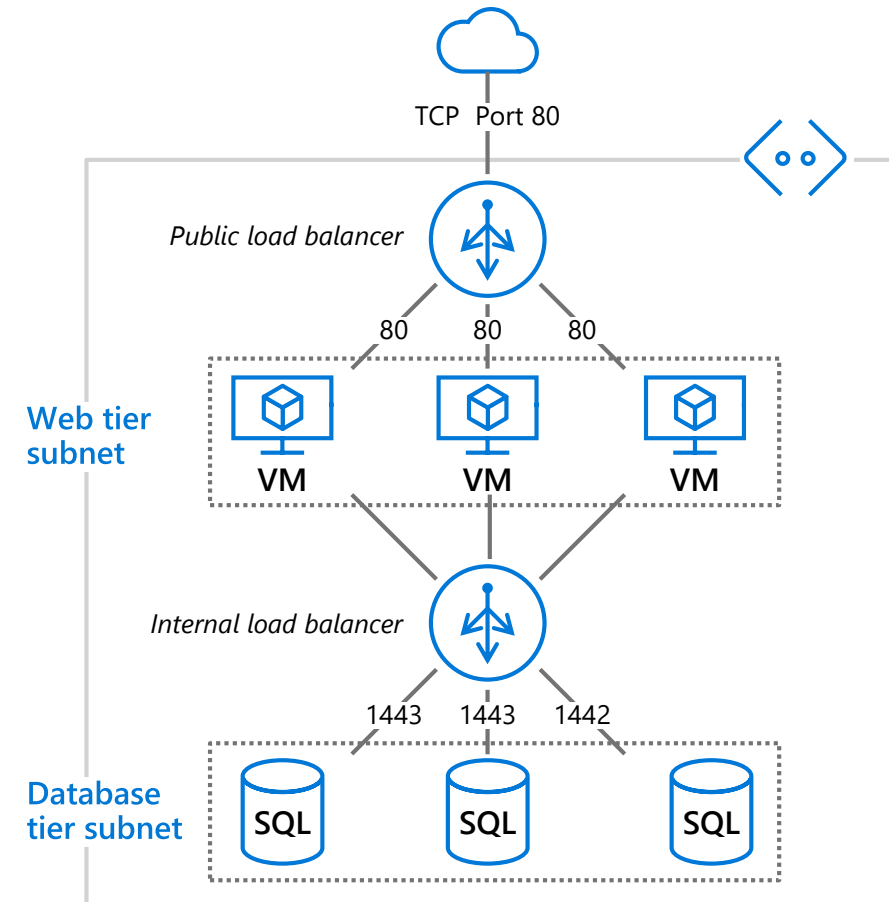 TCP Port 80
Public load balancer
80 80 80
Web tier
subnet
VM VM VM
Internal load balancer
1443 1443 1442
Database
tier subnet
SQL SQL SQL